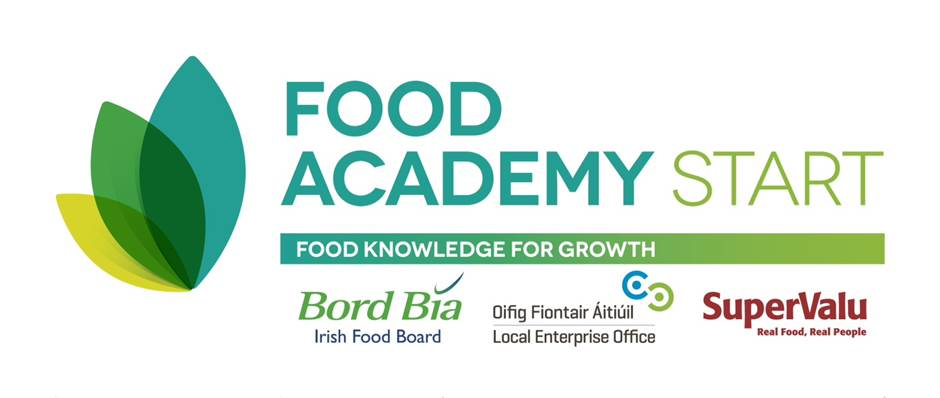 FOOD
ACADEMY START
FOOD KNOWLEDGE FOR GROWTH
Bord Bia
Irish Food Board
Oifig Fiontair Áitiúil
Local Enterprise Office
SuperValu
Real Food, Real People